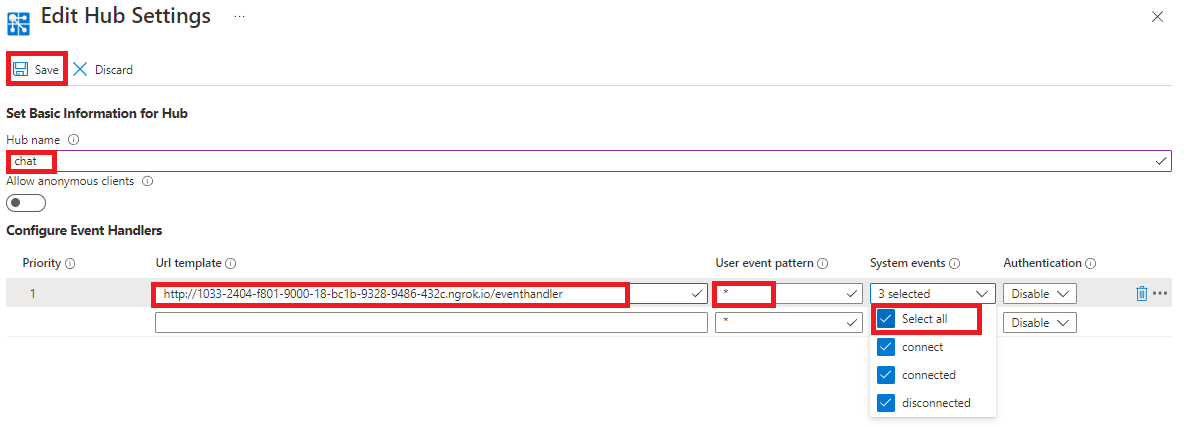 Edit Hub Settings ...
Save Discard
Set Basic Information for Hub
Hub name
chat
Allow anonymous clients
Configure Event Handlers
Priority Url template User event pattern System events Authentication
1 http://1033-2404-f801-9000-18-bc1b-9328-9486-432c.ngrok.io/eventhandler * 3 selected Disable
* Select all Disable
connect
connected
disconnected